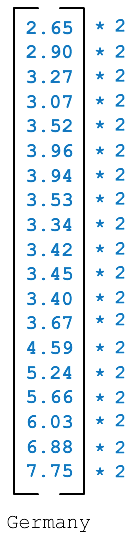 2.65 * 2
2.90 * 2
3.27 * 2
3.07 * 2
3.52 * 2
3.96 * 2
3.94 * 2
3.53 * 2
3.34 * 2
3.42 * 2
3.45 * 2
3.40 * 2
3.67 * 2
4.59 * 2
5.24 * 2
5.66 * 2
6.03 * 2
6.88 * 2
7.75 * 2
Germany